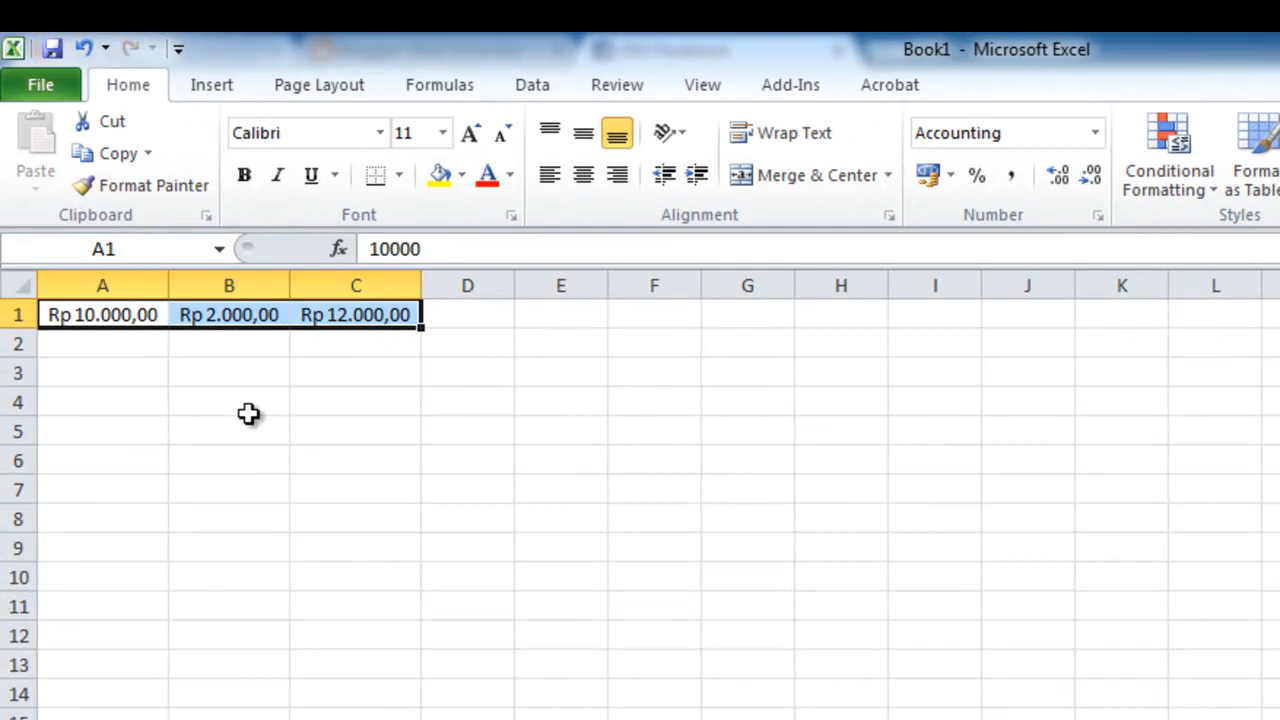 Book1 - Microsoft Excel
File Home Insert Page Layout Formulas Data Review View Add-Ins Acrobat
Cut
Calibri 11 Wrap Text Accounting
Paste Copy
B I U Merge & Center % , Conditional Formatting
Format Painter
Clipboard Font Alignment Number Styles
A1 fx 10000
A B C D E F G H I J K L
1 Rp 10.000,00 Rp 2.000,00 Rp 12.000,00
2
3
4
5
6
7
8
9
10
11
12
13
14